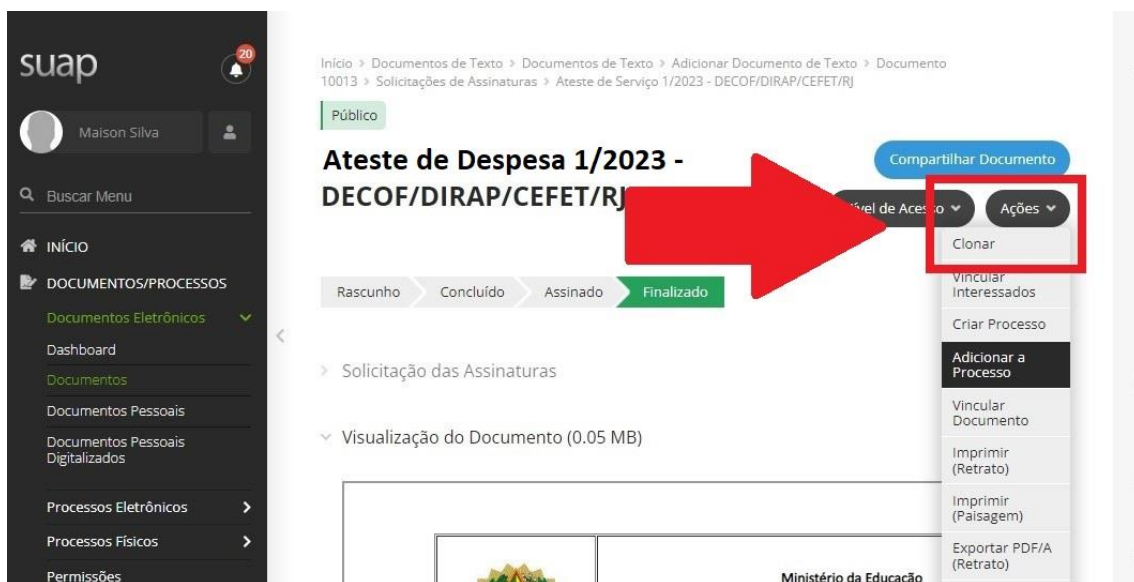 suap
20
Maison Silva
Buscar Menu
INÍCIO
DOCUMENTOS/PROCESSOS
Documentos Eletrônicos
Dashboard
Documentos
Documentos Pessoais
Documentos Pessoais
Digitalizados
Processos Eletrônicos
Processos Físicos
Permissões
Início > Documentos de Texto > Documentos de Texto > Adicionar Documento de Texto > Documento
10013 > Solicitações de Assinaturas > Ateste de Serviço 1/2023 - DECOF/DIRAP/CEFET/RJ
Público
Ateste de Despesa 1/2023 -
DECOF/DIRAP/CEFET/RJ
Compartilhar Documento
de Acesso
Ações
Clonar
Vincular
Interessados
Criar Processo
Adicionar a
Processo
Vincular
Documento
Imprimir
(Retrato)
Imprimir
(Paisagem)
Exportar PDF/A
(Retrato)
Rascunho
Concluído
Assinado
Finalizado
Solicitação das Assinaturas
Visualização do Documento (0.05 MB)
Ministério da Educação